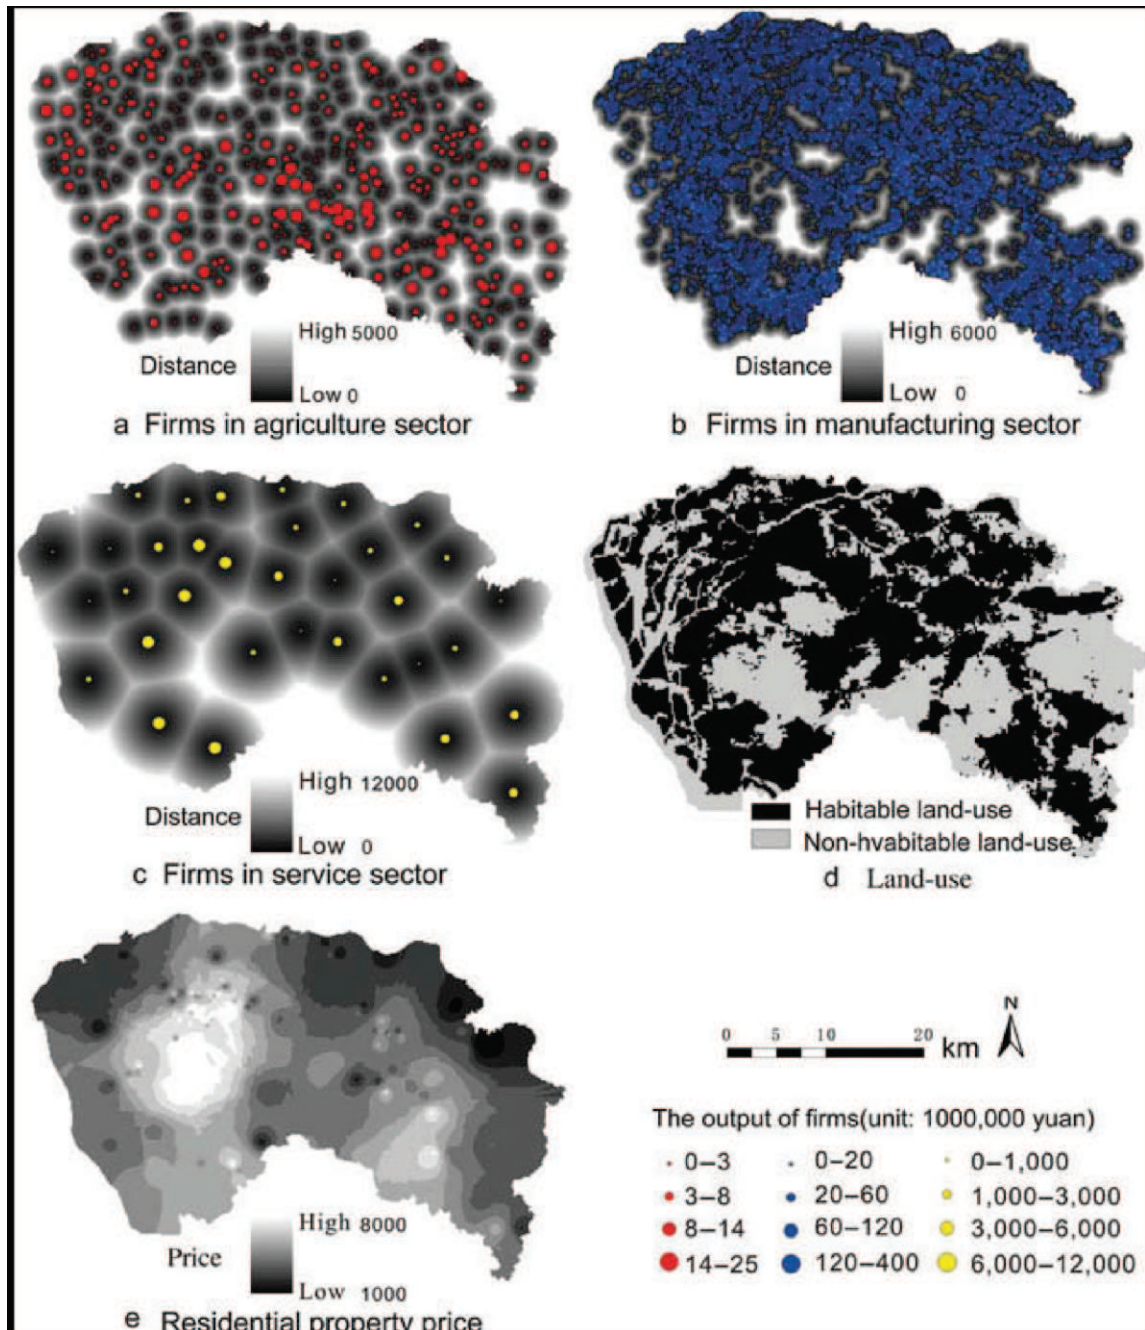 High 5000
Distance
Low 0
a Firms in agriculture sector
High 6000
Distance
Low 0
b Firms in manufacturing sector
High 12000
Distance
Low 0
c Firms in service sector
Habitable land-use
Non-hvabitable land-use
d Land-use
High 8000
Price
Low 1000
e Residential property price
N
0 5 10 20 km
The output of firms(unit: 1000,000 yuan)
0–3 0–20 0–1,000
3–8 20–60 1,000–3,000
8–14 60–120 3,000–6,000
14–25 120–400 6,000–12,000